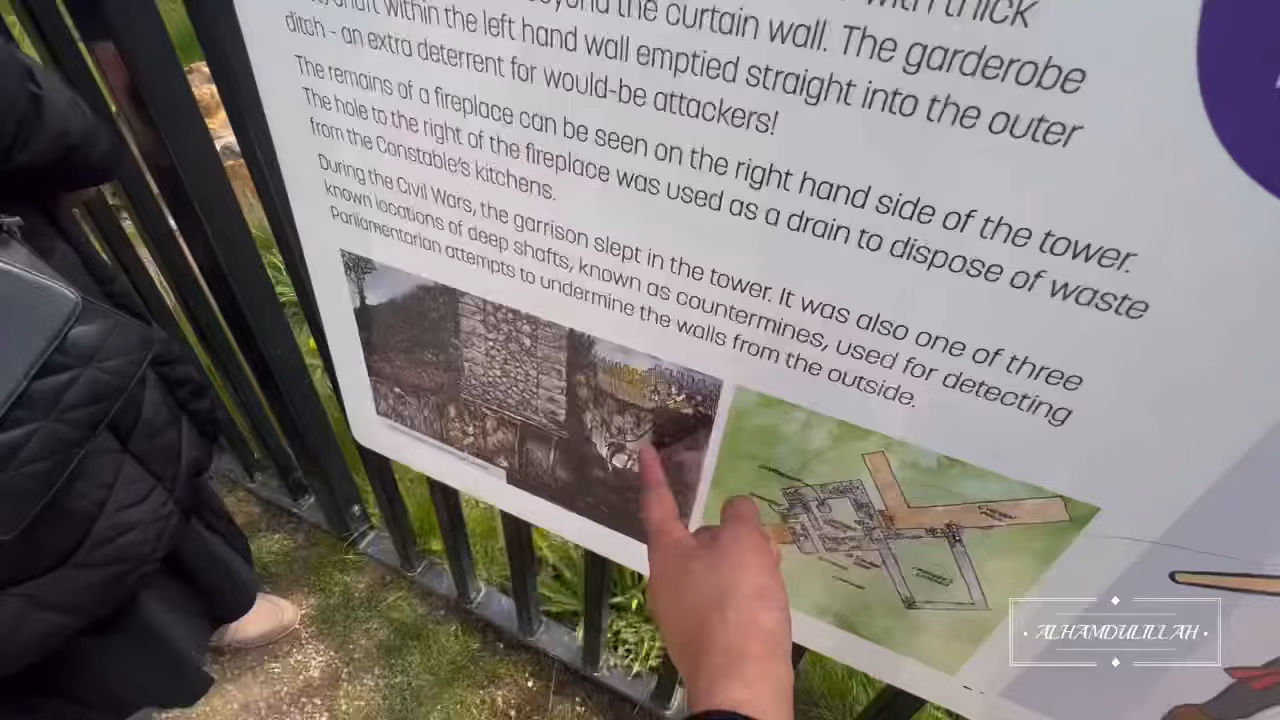 with thick
beyond the curtain wall. The garderobe
shaft within the left hand wall emptied straight into the outer
ditch - an extra deterrent for would-be attackers!
The remains of a fireplace can be seen on the right hand side of the tower.
The hole to the right of the fireplace was used as a drain to dispose of waste
from the Constable's kitchens.
During the Civil Wars, the garrison slept in the tower. It was also one of three
known locations of deep shafts, known as countermines, used for detecting
Parliamentarian attempts to undermine the walls from the outside.
ALHAMDULILLAH